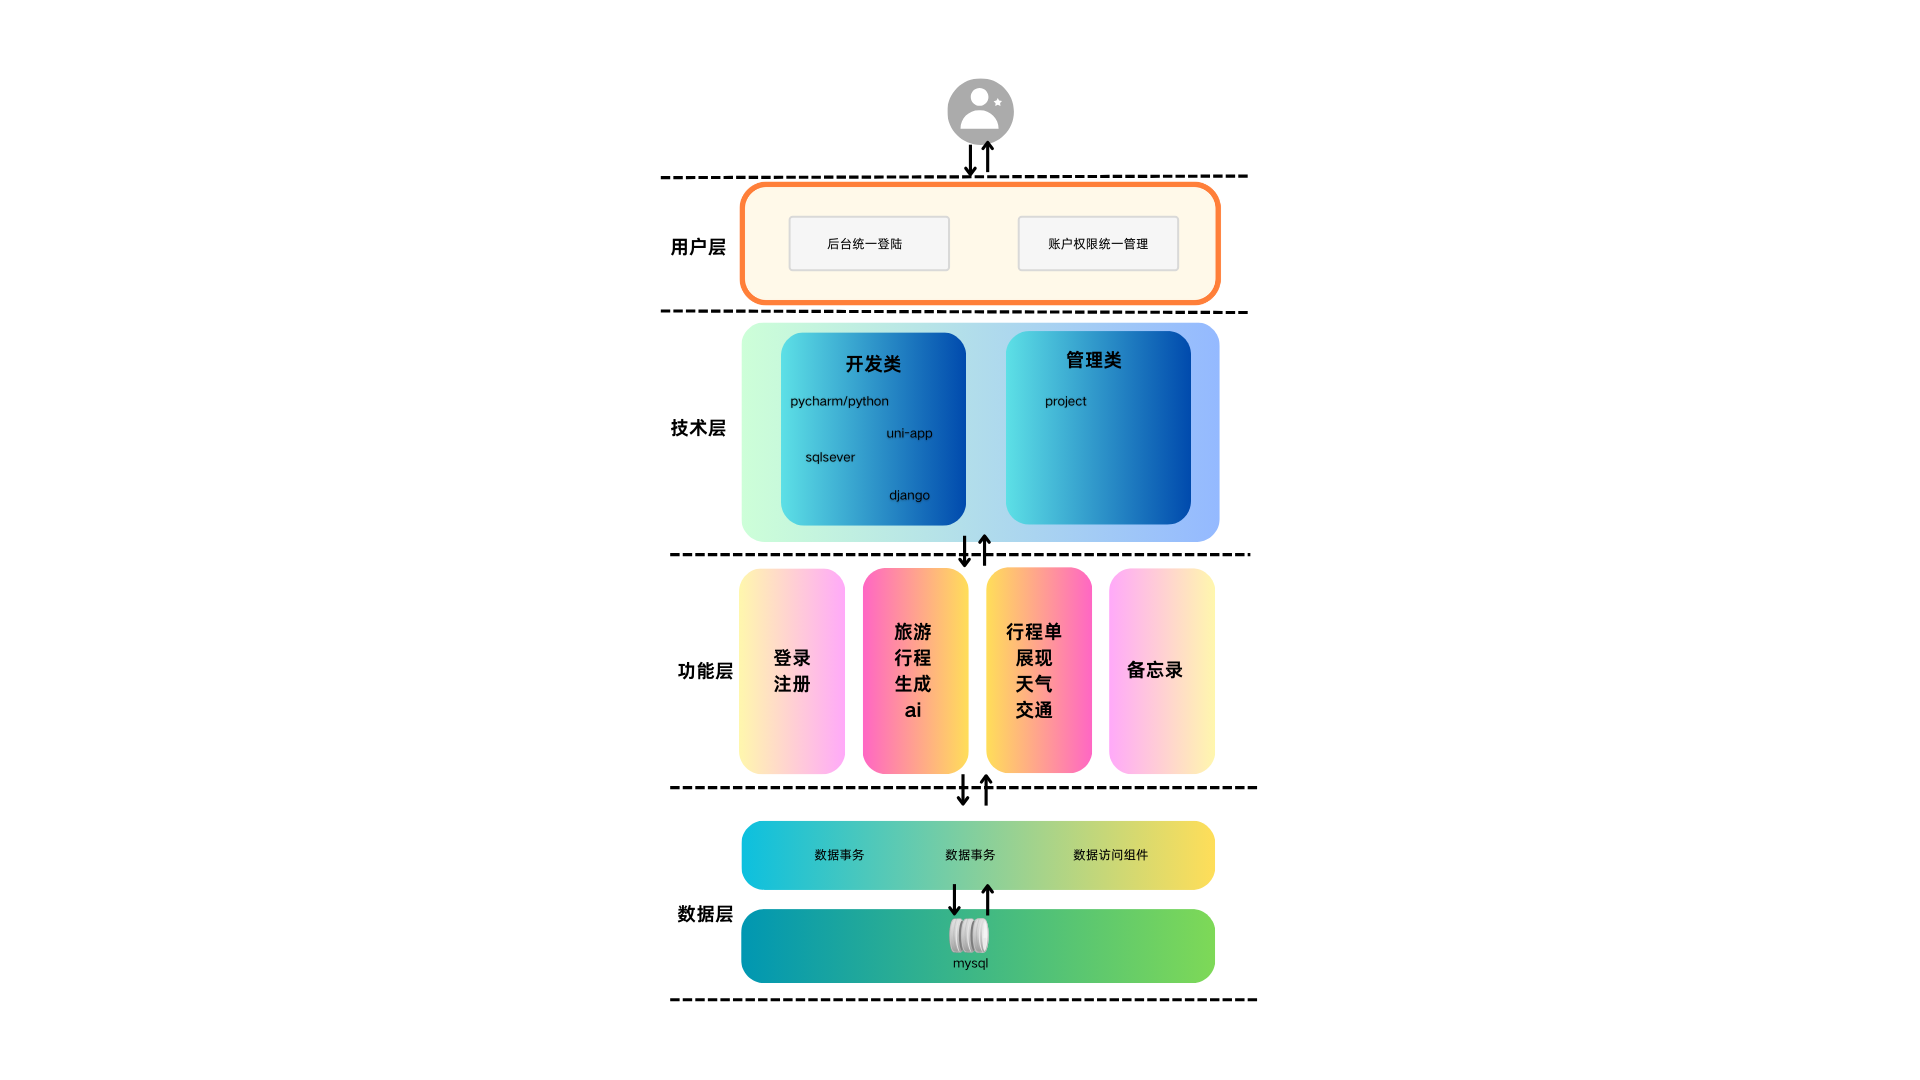 用户层
后台统一登陆
账户权限统一管理
技术层
开发类
pycharm/python
uni-app
sqlsever
django
管理类
project
功能层
登录
注册
旅游
行程
生成
ai
行程单
展现
天气
交通
备忘录
数据层
数据事务
数据事务
数据访问组件
mysql